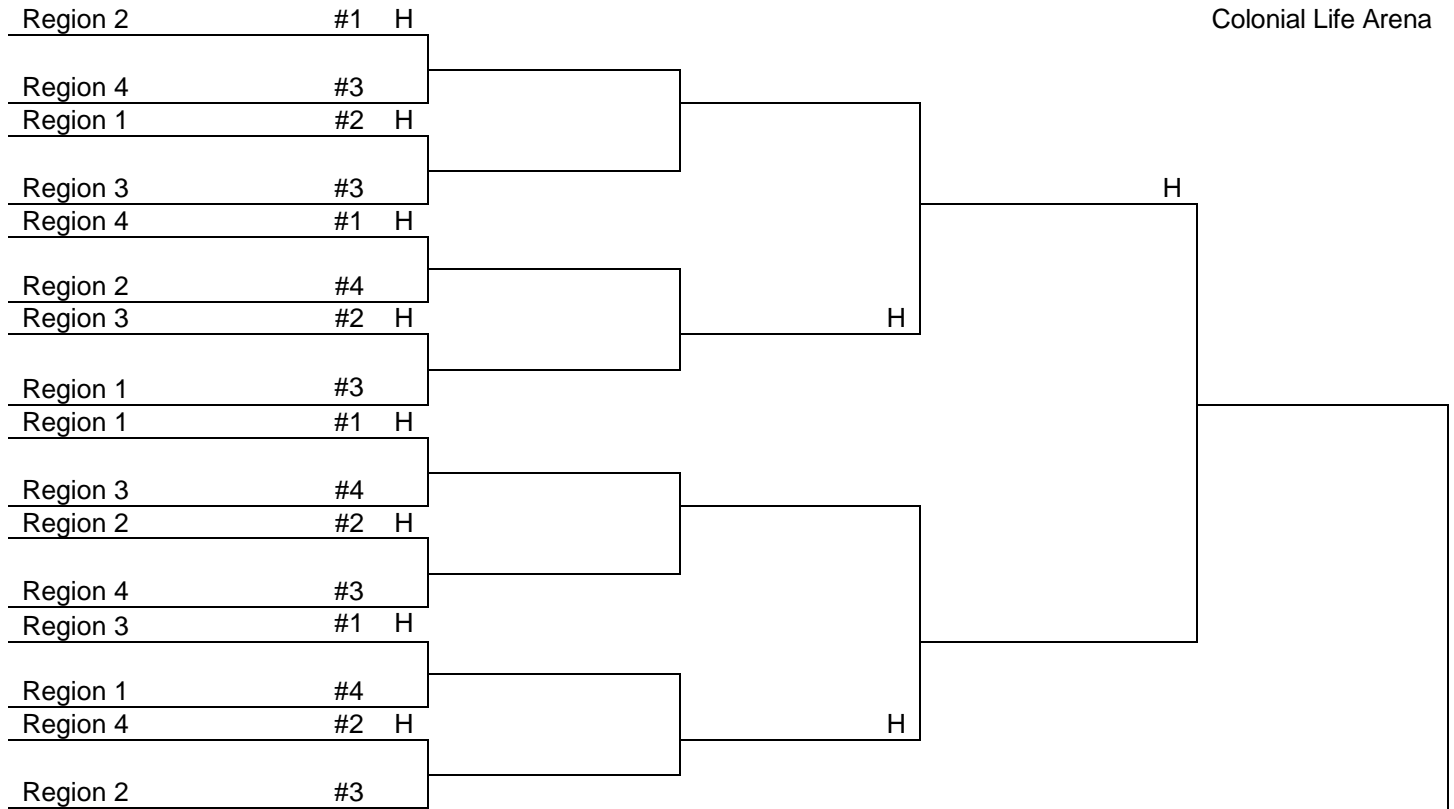 Region 2 #1 H Colonial Life Arena
Region 4 #3
Region 1 #2 H
Region 3 #3 H
Region 4 #1 H
Region 2 #4
Region 3 #2 H H
Region 1 #3
Region 1 #1 H
Region 3 #4
Region 2 #2 H
Region 4 #3
Region 3 #1 H
Region 1 #4
Region 4 #2 H H
Region 2 #3